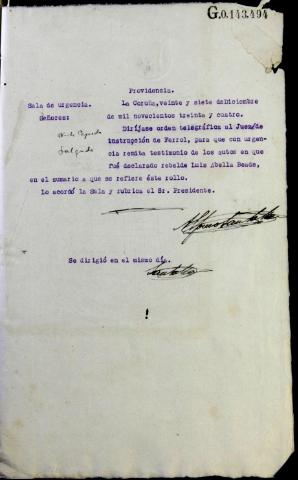 G.0.143.494
Providencia.
Sala de urgencia. La Coruña, veinte y siete deDiciembre
Señores: de mil novecientos treinta y cuatro.
Diríjase orden telegráfica al Juez de
Salgado instrucción de Ferrol, para que con urgen
cia remita testimonio de los autos en que
fué declarado rebelde Luis Abella Beade,
en el sumario a que se refiere éste rollo.
Lo acordó la Sala y rubrica el Sr. Presidente.
Se dirigió en el mismo día.